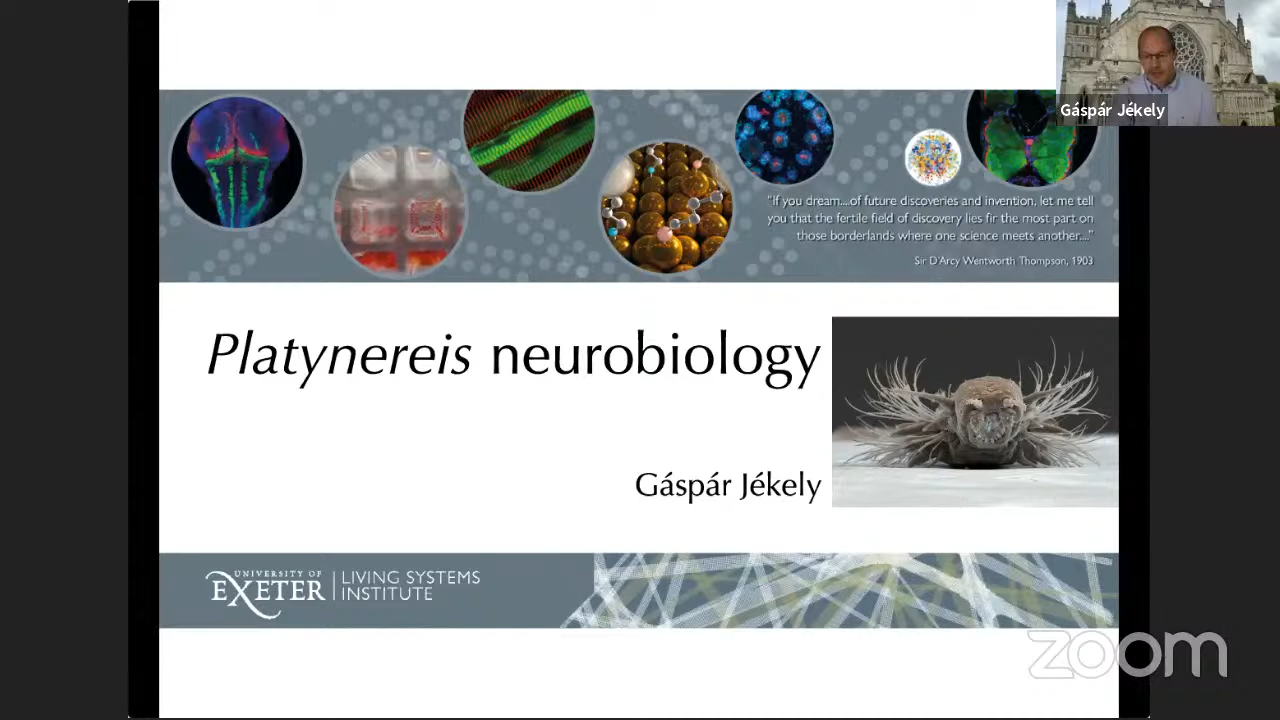 Gáspár Jékely
"If you dream....of future discoveries and invention, let me tell
you that the fertile field of discovery lies fir the most part on
those borderlands where one science meets another...."
Sir D'Arcy Wentworth Thompson, 1903
Platynereis neurobiology
Gáspár Jékely
UNIVERSITY OF
EXETER
LIVING SYSTEMS
INSTITUTE
zoom